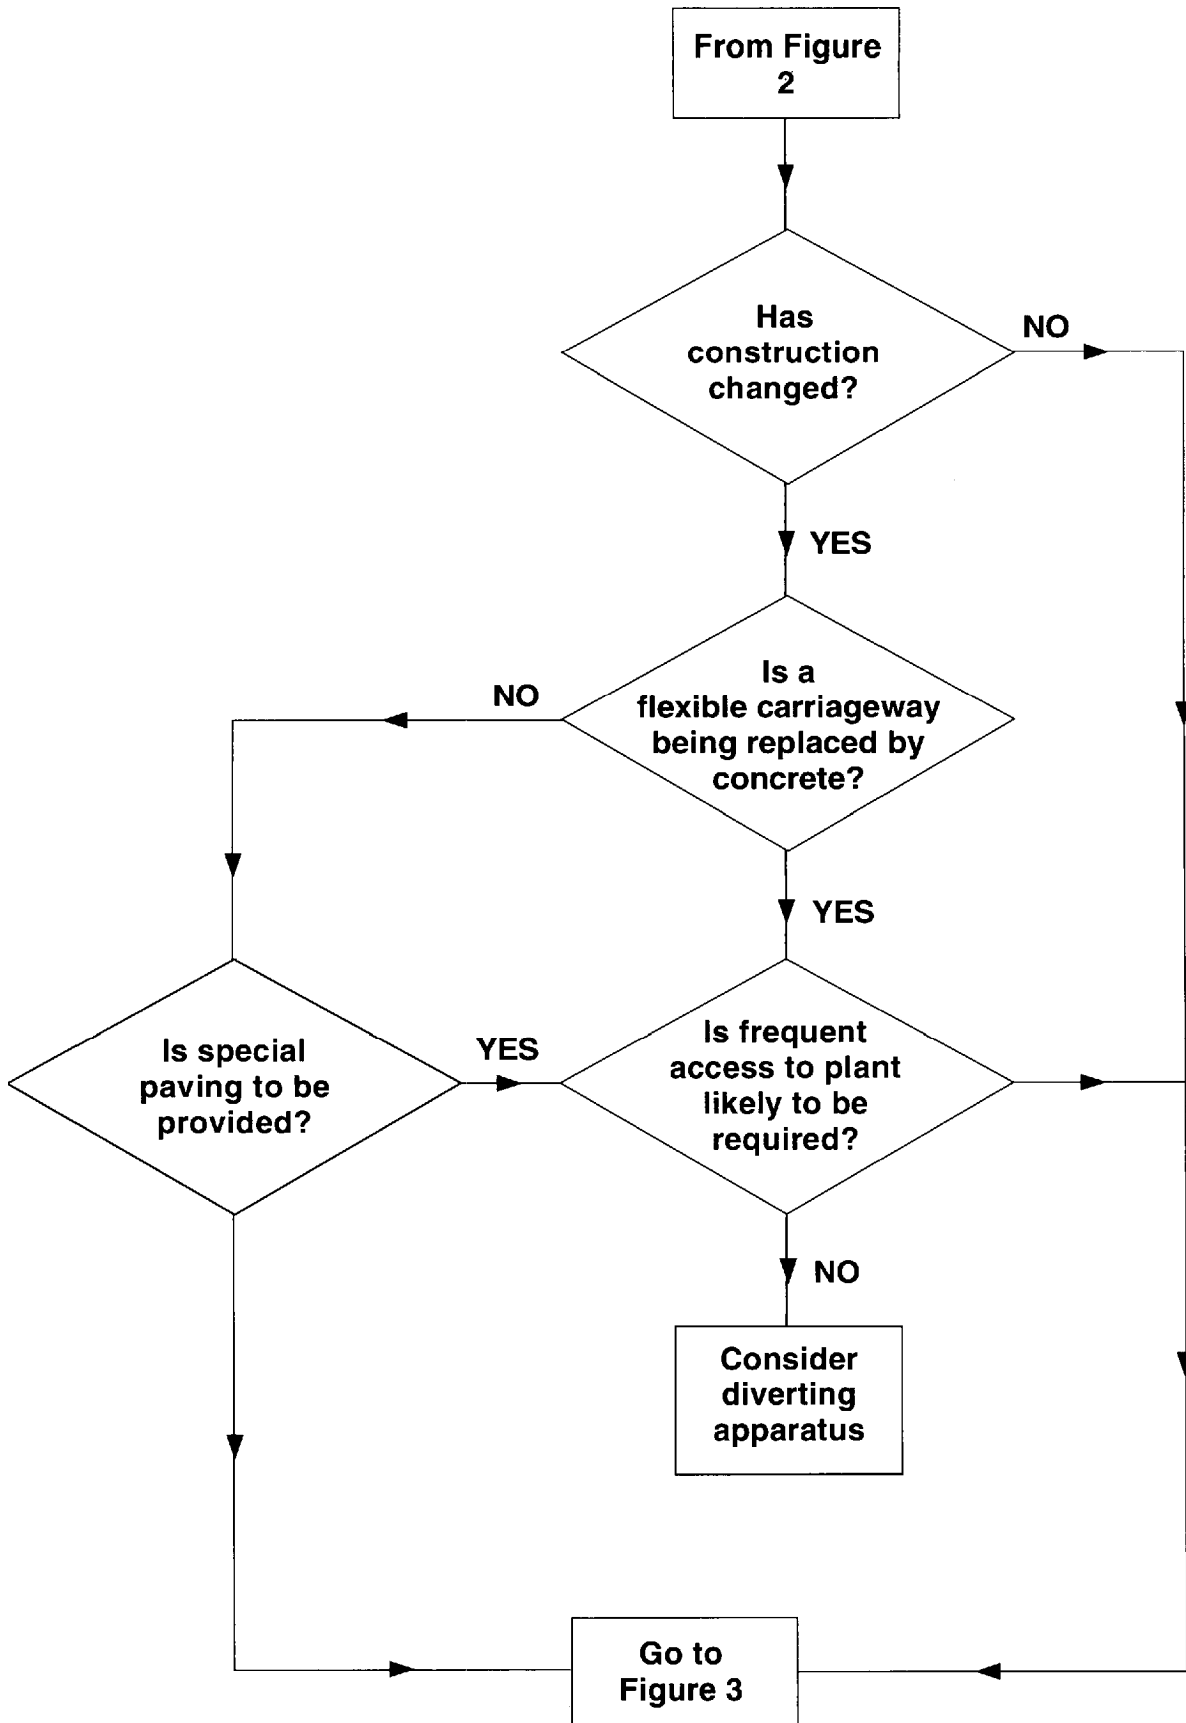 From Figure
2
Has
construction
changed?
NO
YES
Is a
flexible carriageway
being replaced by
concrete?
NO
YES
Is special
paving to be
provided?
YES
Is frequent
access to plant
likely to be
required?
NO
Consider
diverting
apparatus
Go to
Figure 3